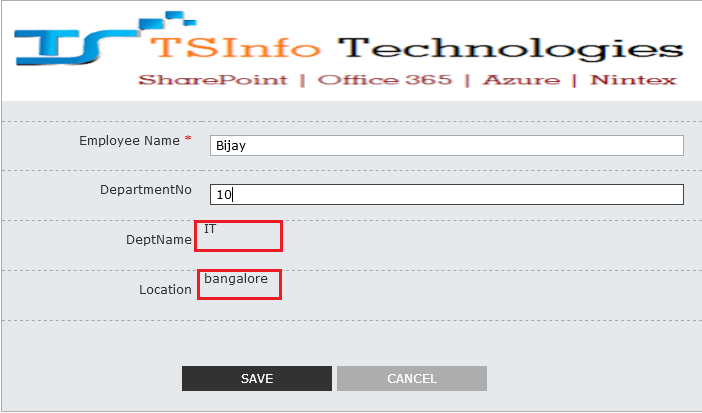 TSInfo Technologies
SharePoint | Office 365 | Azure | Nintex
Employee Name * Bijay
DepartmentNo 10
DeptName IT
Location bangalore
SAVE CANCEL